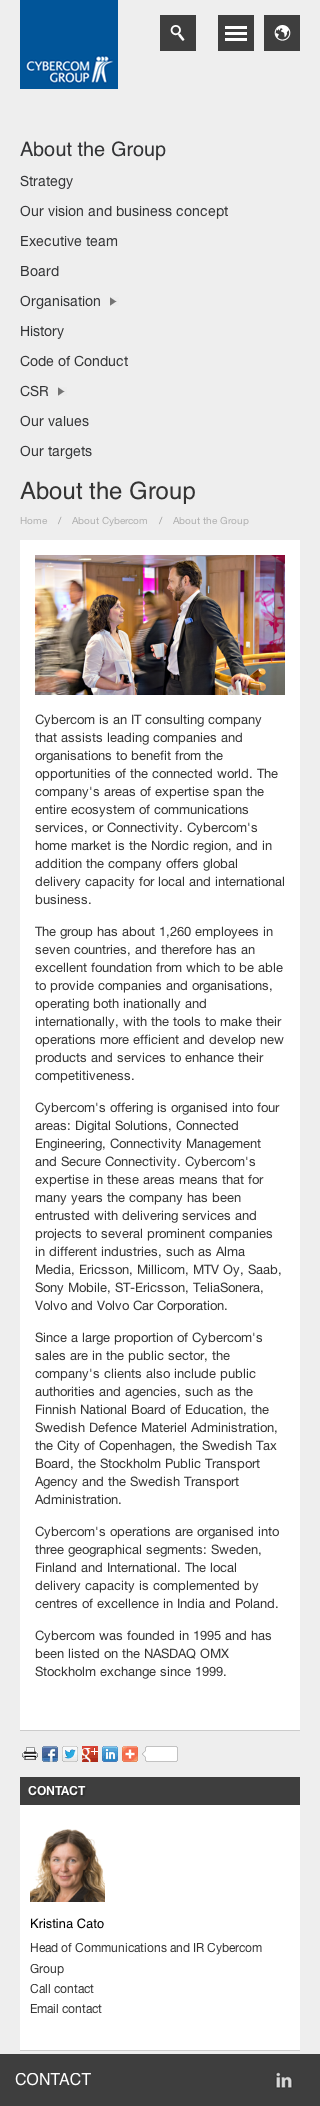 CYBERCOM
GROUP
About the Group
Strategy
Our vision and business concept
Executive team
Board
Organisation
History
Code of Conduct
CSR
Our values
Our targets
About the Group
Home / About Cybercom / About the Group
Cybercom is an IT consulting company
that assists leading companies and
organisations to benefit from the
opportunities of the connected world. The
company's areas of expertise span the
entire ecosystem of communications
services, or Connectivity. Cybercom's
home market is the Nordic region, and in
addition the company offers global
delivery capacity for local and international
business.
The group has about 1,260 employees in
seven countries, and therefore has an
excellent foundation from which to be able
to provide companies and organisations,
operating both inationally and
internationally, with the tools to make their
operations more efficient and develop new
products and services to enhance their
competitiveness.
Cybercom's offering is organised into four
areas: Digital Solutions, Connected
Engineering, Connectivity Management
and Secure Connectivity. Cybercom's
expertise in these areas means that for
many years the company has been
entrusted with delivering services and
projects to several prominent companies
in different industries, such as Alma
Media, Ericsson, Millicom, MTV Oy, Saab,
Sony Mobile, ST-Ericsson, TeliaSonera,
Volvo and Volvo Car Corporation.
Since a large proportion of Cybercom's
sales are in the public sector, the
company's clients also include public
authorities and agencies, such as the
Finnish National Board of Education, the
Swedish Defence Materiel Administration,
the City of Copenhagen, the Swedish Tax
Board, the Stockholm Public Transport
Agency and the Swedish Transport
Administration.
Cybercom's operations are organised into
three geographical segments: Sweden,
Finland and International. The local
delivery capacity is complemented by
centres of excellence in India and Poland.
Cybercom was founded in 1995 and has
been listed on the NASDAQ OMX
Stockholm exchange since 1999.
CONTACT
Kristina Cato
Head of Communications and IR Cybercom
Group
Call contact
Email contact
CONTACT